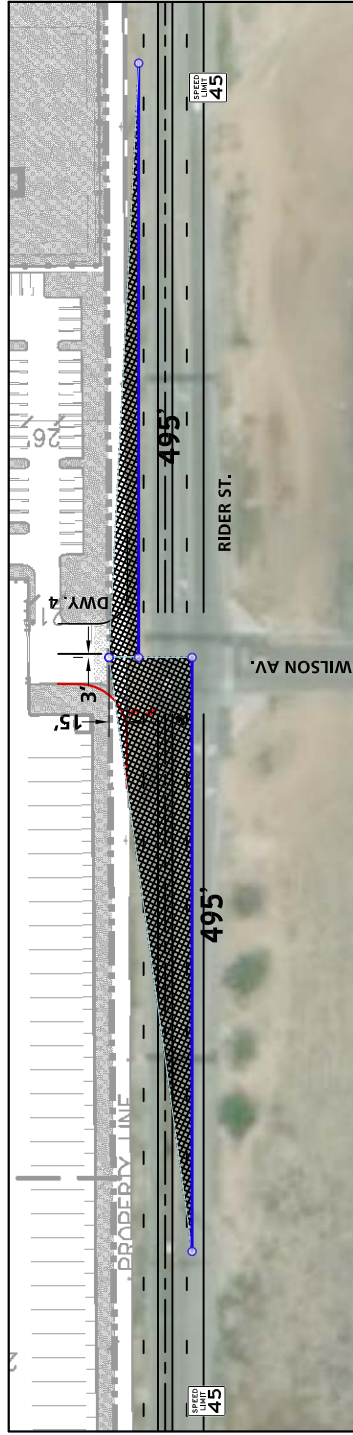 SPEED
LIMIT
45
495'
RIDER ST.
26'
DWY. 4
3'
15'
WILSON AV.
495'
PROPERTY LINE
SPEED
LIMIT
45